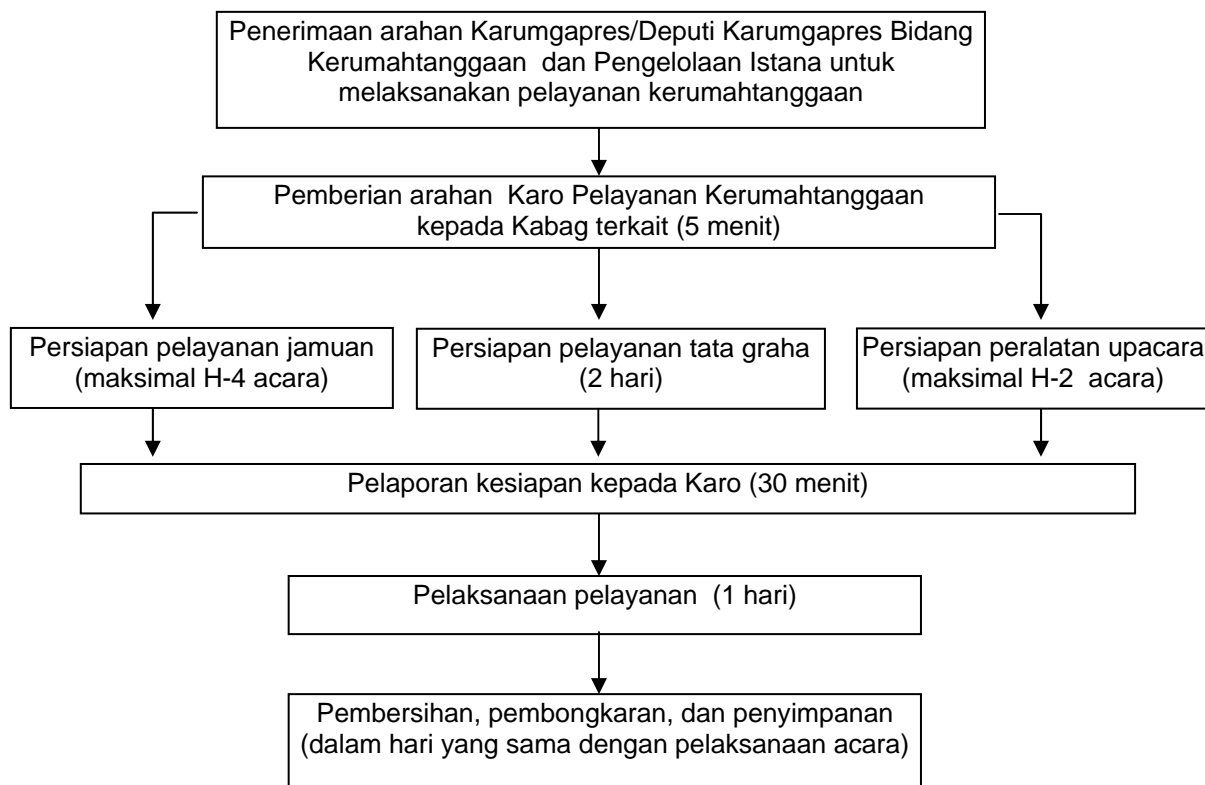 Penerimaan arahan Karumgapres/Deputi Karumgapres Bidang
Kerumahtanggaan dan Pengelolaan Istana untuk
melaksanakan pelayanan kerumahtanggaan
Pemberian arahan Karo Pelayanan Kerumahtanggaan
kepada Kabag terkait (5 menit)
Persiapan pelayanan jamuan
(maksimal H-4 acara)
Persiapan pelayanan tata graha
(2 hari)
Persiapan peralatan upacara
(maksimal H-2 acara)
Pelaporan kesiapan kepada Karo (30 menit)
Pelaksanaan pelayanan (1 hari)
Pembersihan, pembongkaran, dan penyimpanan
(dalam hari yang sama dengan pelaksanaan acara)